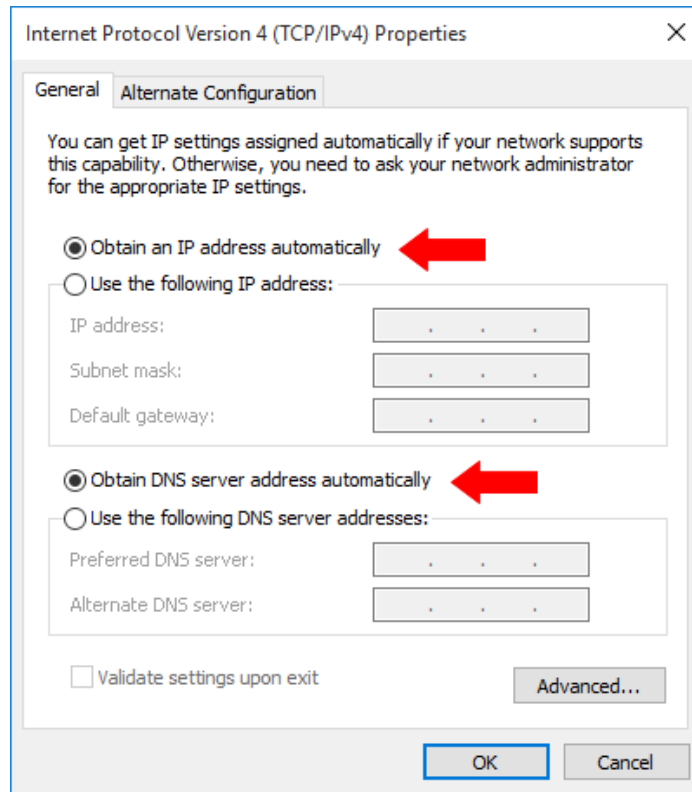 Internet Protocol Version 4 (TCP/IPv4) Properties
General
Alternate Configuration
You can get IP settings assigned automatically if your network supports
this capability. Otherwise, you need to ask your network administrator
for the appropriate IP settings.
Obtain an IP address automatically
Use the following IP address:
IP address:
Subnet mask:
Default gateway:
Obtain DNS server address automatically
Use the following DNS server addresses:
Preferred DNS server:
Alternate DNS server:
Validate settings upon exit
Advanced...
OK
Cancel